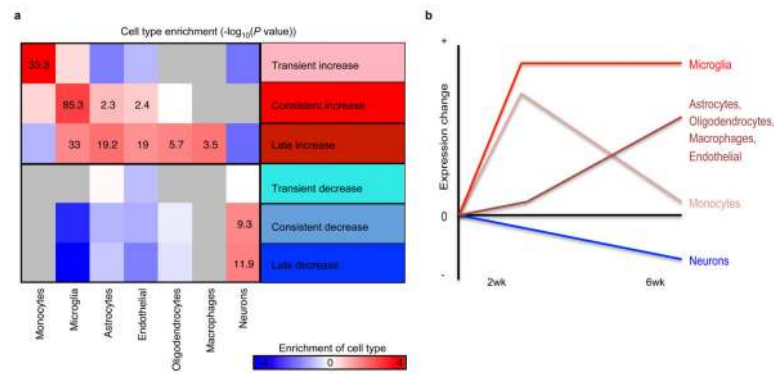 a
Cell type enrichment (-log10(P value))
33.3
Transient increase
85.3 2.3 2.4
Consistent increase
33 19.2 19 5.7 3.5
Late increase
Transient decrease
9.3
Consistent decrease
11.9
Late decrease
Monocytes
Microglia
Astrocytes
Endothelial
Oligodendrocytes
Macrophages
Neurons
Enrichment of cell type
0
b
+
Expression change
0
-
2wk
6wk
Microglia
Astrocytes,
Oligodendrocytes,
Macrophages,
Endothelial
Monocytes
Neurons